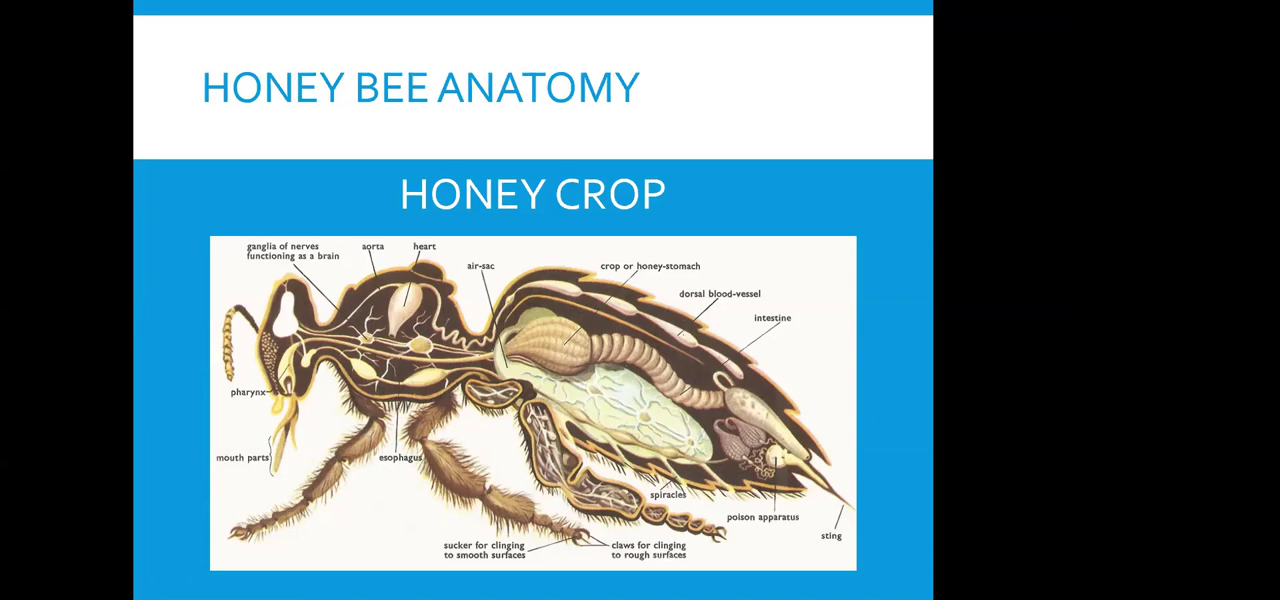 HONEY BEE ANATOMY
HONEY CROP
ganglia of nerves
functioning as a brain
aorta
heart
air-sac
crop or honey-stomach
dorsal blood-vessel
intestine
pharynx
mouth parts
esophagus
spiracles
poison apparatus
sting
sucker for clinging
to smooth surfaces
claws for clinging
to rough surfaces